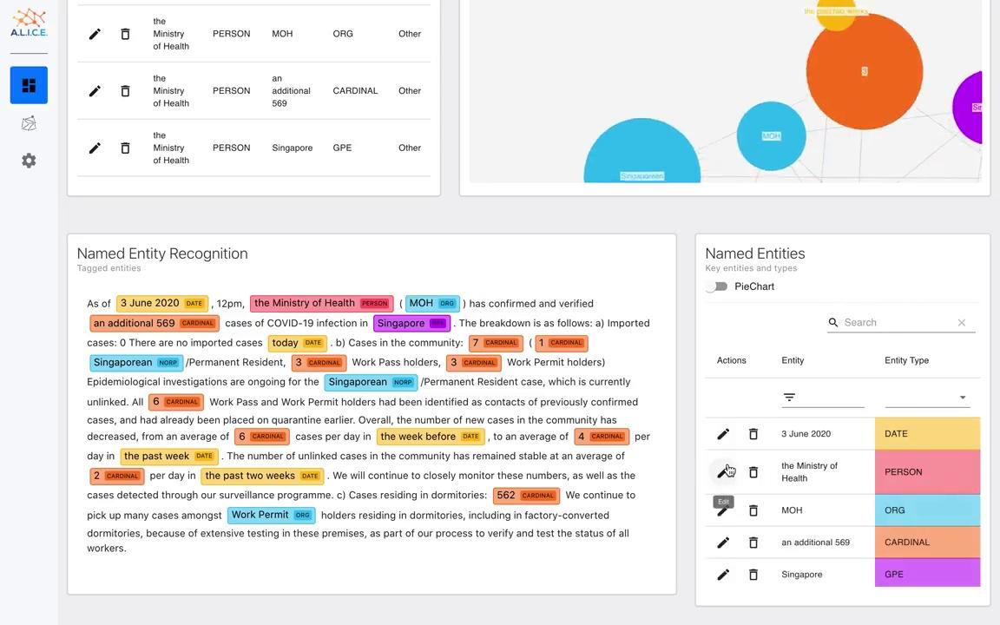 A.L.I.C.E.
the Ministry of Health PERSON MOH ORG Other
the Ministry of Health PERSON an additional 569 CARDINAL Other
the Ministry of Health PERSON Singapore GPE Other
the past two weeks
3
MOH
Singaporean
Named Entity Recognition
Tagged entities
As of 3 June 2020 DATE , 12pm, the Ministry of Health PERSON ( MOH ORG ) has confirmed and verified
an additional 569 CARDINAL cases of COVID-19 infection in Singapore GPE . The breakdown is as follows: a) Imported
cases: 0 There are no imported cases today DATE . b) Cases in the community: 7 CARDINAL ( 1 CARDINAL
Singaporean NORP /Permanent Resident, 3 CARDINAL Work Pass holders, 3 CARDINAL Work Permit holders)
Epidemiological investigations are ongoing for the Singaporean NORP /Permanent Resident case, which is currently
unlinked. All 6 CARDINAL Work Pass and Work Permit holders had been identified as contacts of previously confirmed
cases, and had already been placed on quarantine earlier. Overall, the number of new cases in the community has
decreased, from an average of 6 CARDINAL cases per day in the week before DATE , to an average of 4 CARDINAL per
day in the past week DATE . The number of unlinked cases in the community has remained stable at an average of
2 CARDINAL per day in the past two weeks DATE . We will continue to closely monitor these numbers, as well as the
cases detected through our surveillance programme. c) Cases residing in dormitories: 562 CARDINAL We continue to
pick up many cases amongst Work Permit ORG holders residing in dormitories, including in factory-converted
dormitories, because of extensive testing in these premises, as part of our process to verify and test the status of all
workers.
Named Entities
Key entities and types
PieChart
Search
Actions Entity Entity Type
3 June 2020 DATE
the Ministry of Health PERSON
Edit
MOH ORG
an additional 569 CARDINAL
Singapore GPE